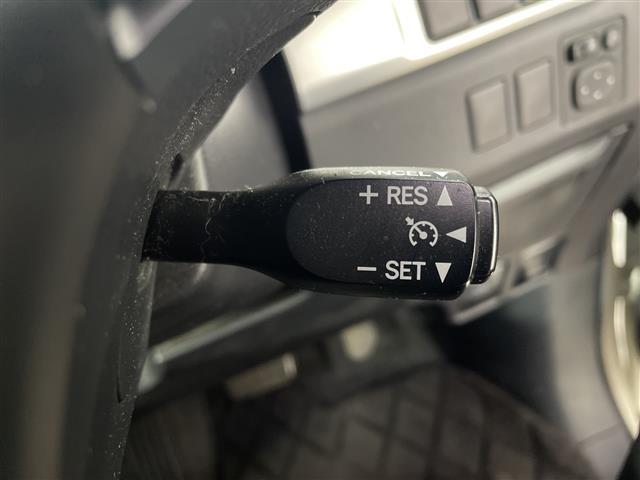 CANCEL ▼
+ RES ▲
◀
− SET ▼